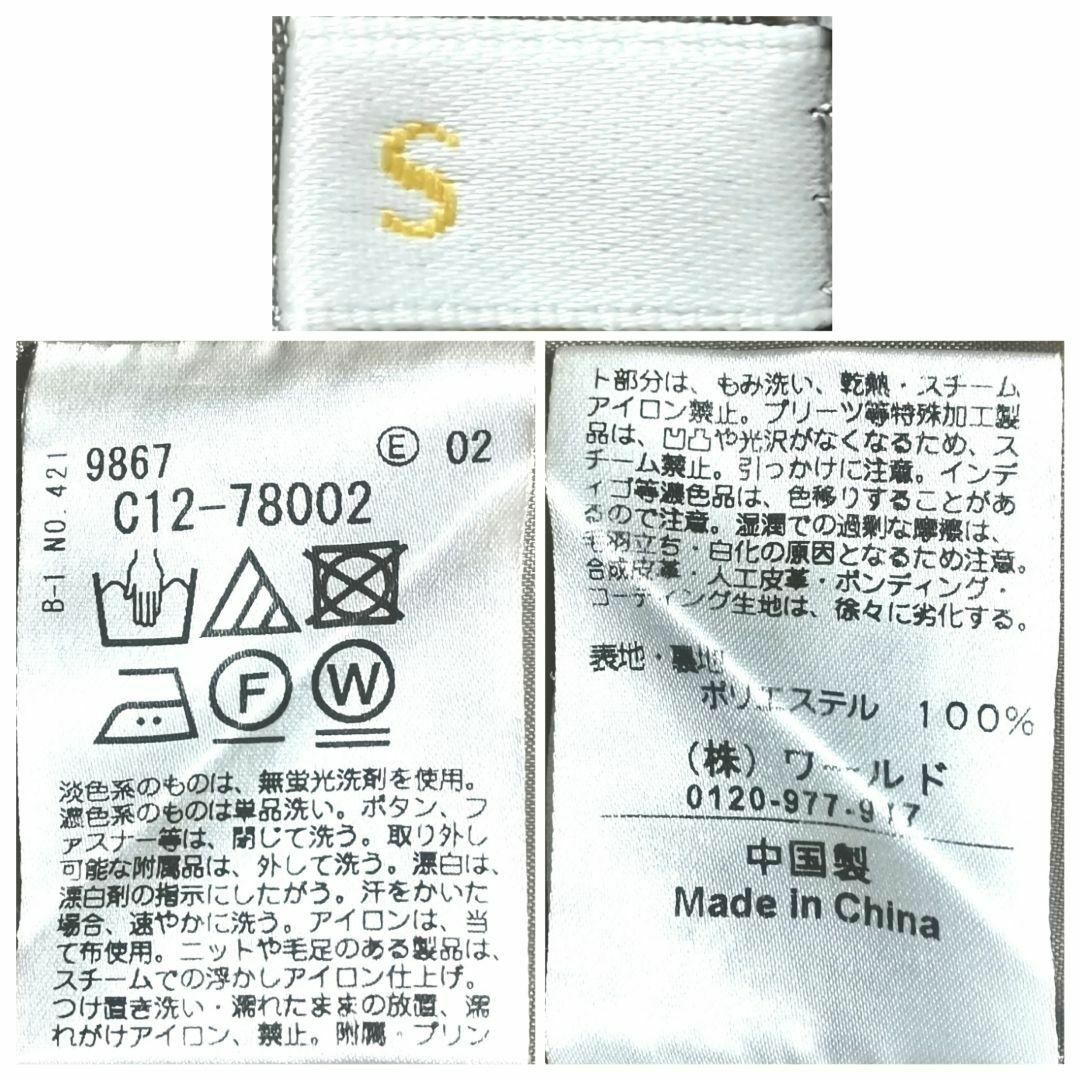 S
B-1 NO.421
9867 Ⓔ 02
C12-78002
F W
淡色系のものは、無蛍光洗剤を使用。
濃色系のものは単品洗い。ボタン、フ
ァスナー等は、閉じて洗う。取り外し
可能な附属品は、外して洗う。漂白は、
漂白剤の指示にしたがう。汗をかいた
場合、速やかに洗う。アイロンは、当
て布使用。ニットや毛足のある製品は、
スチームでの浮かしアイロン仕上げ。
つけ置き洗い・濡れたままの放置、濡
れがけアイロン、禁止。附属・プリン
ト部分は、もみ洗い、乾熱・スチーム
アイロン禁止。プリーツ等特殊加工製
品は、凹凸や光沢がなくなるため、ス
チーム禁止。引っかけに注意。インデ
ィゴ等濃色品は、色移りすることがあ
るので注意。湿潤での過剰な摩擦は、
毛羽立ち・白化の原因となるため注意。
合成皮革・人工皮革・ボンディング・
コーティング生地は、徐々に劣化する。
表地・裏地
ポリエステル 100%
(株)ワールド
0120-977-917
中国製
Made in China